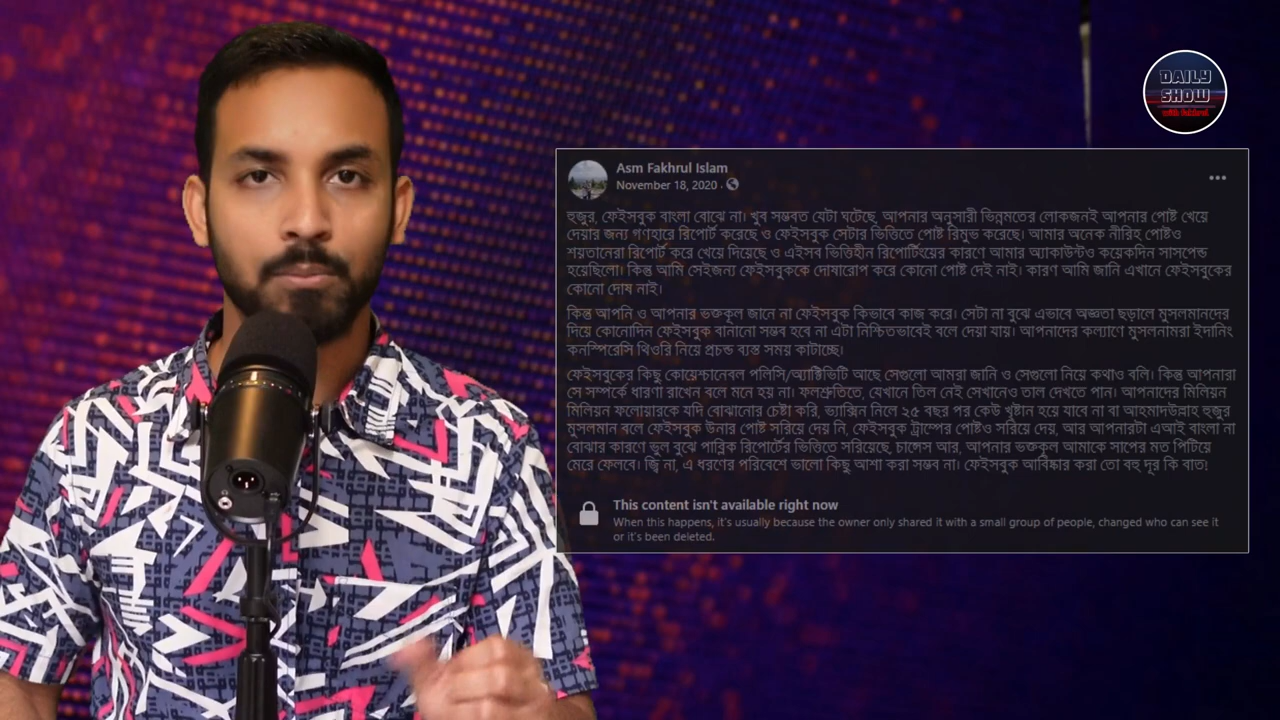 DAILY
SHOW
Asm Fakhrul Islam
November 18, 2020 ·
হুজুর, ফেইসবুক বাংলা বোঝে না। খুব সম্ভবত যেটা ঘটেছে, আপনার অনুসারী ভিন্নমতের লোকজনই আপনার পোষ্ট খেয়ে
দেয়ার জন্য গণহারে রিপোর্ট করেছে ও ফেইসবুক সেটার ভিত্তিতে পোষ্ট রিমুভ করেছে। আমার অনেক নীরিহ পোষ্টও
শয়তানেরা রিপোর্ট করে খেয়ে দিয়েছে ও এইসব ভিত্তিহীন রিপোর্টিংয়ের কারণে আমার অ্যাকাউন্টও কয়েকদিন সাসপেন্ড
হয়েছিলো। কিন্তু আমি সেইজন্য ফেইসবুককে দোষারোপ করে কোনো পোষ্ট দেই নাই। কারণ আমি জানি এখানে ফেইসবুকের
কোনো দোষ নাই।
কিন্তু আপনি ও আপনার ভক্তকূল জানে না ফেইসবুক কিভাবে কাজ করে। সেটা না বুঝে এভাবে অজ্ঞতা ছড়ালে মুসলমানদের
দিয়ে কোনোদিন ফেইসবুক বানানো সম্ভব হবে না এটা নিশ্চিতভাবেই বলে দেয়া যায়। আপনাদের কল্যাণে মুসলনামরা ইদানিং
কনস্পিরেসি থিওরি নিয়ে প্রচন্ড ব্যস্ত সময় কাটাচ্ছে।
ফেইসবুকের কিছু কোয়েশ্চানেবল পলিসি/অ্যাক্টিভিটি আছে সেগুলো আমরা জানি ও সেগুলো নিয়ে কথাও বলি। কিন্তু আপনারা
সে সম্পর্কে ধারণা রাখেন বলে মনে হয় না। ফলশ্রুতিতে, যেখানে তিল নেই সেখানেও তাল দেখতে পান। আপনাদের মিলিয়ন
মিলিয়ন ফলোয়ারকে যদি বোঝানোর চেষ্টা করি, ভ্যাক্সিন নিলে ২৫ বছর পর কেউ খৃষ্টান হয়ে যাবে না বা আহমাদউল্লাহ হুজুর
মুসলমান বলে ফেইসবুক উনার পোষ্ট সরিয়ে দেয় নি, ফেইসবুক ট্রাম্পের পোষ্টও সরিয়ে দেয়, আর আপনারটা এআই বাংলা না
বোঝার কারণে ভুল বুঝে পাব্লিক রিপোর্টের ভিত্তিতে সরিয়েছে, চান্সেস আর, আপনার ভক্তকূল আমাকে সাপের মত পিটিয়ে
মেরে ফেলবে। জ্বি না, এ ধরণের পরিবেশে ভালো কিছু আশা করা সম্ভব না। ফেইসবুক আবিষ্কার করা তো বহু দূর কি বাত!
This content isn't available right now
When this happens, it's usually because the owner only shared it with a small group of people, changed who can see it
or it's been deleted.